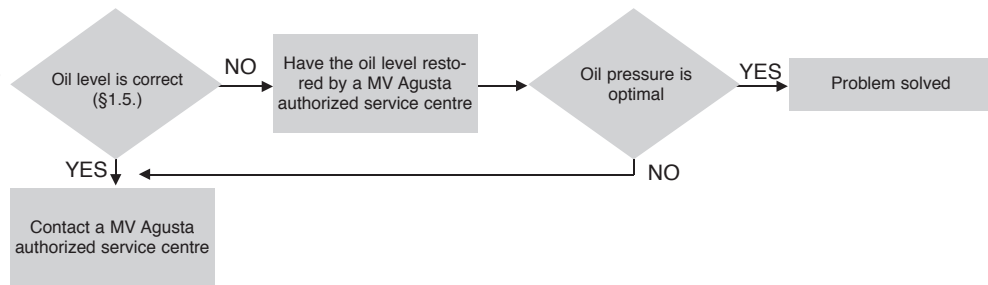 Oil level is correct
(§1.5.)
NO
Have the oil level resto-
red by a MV Agusta
authorized service centre
Oil pressure is
optimal
YES
Problem solved
YES
NO
Contact a MV Agusta
authorized service centre